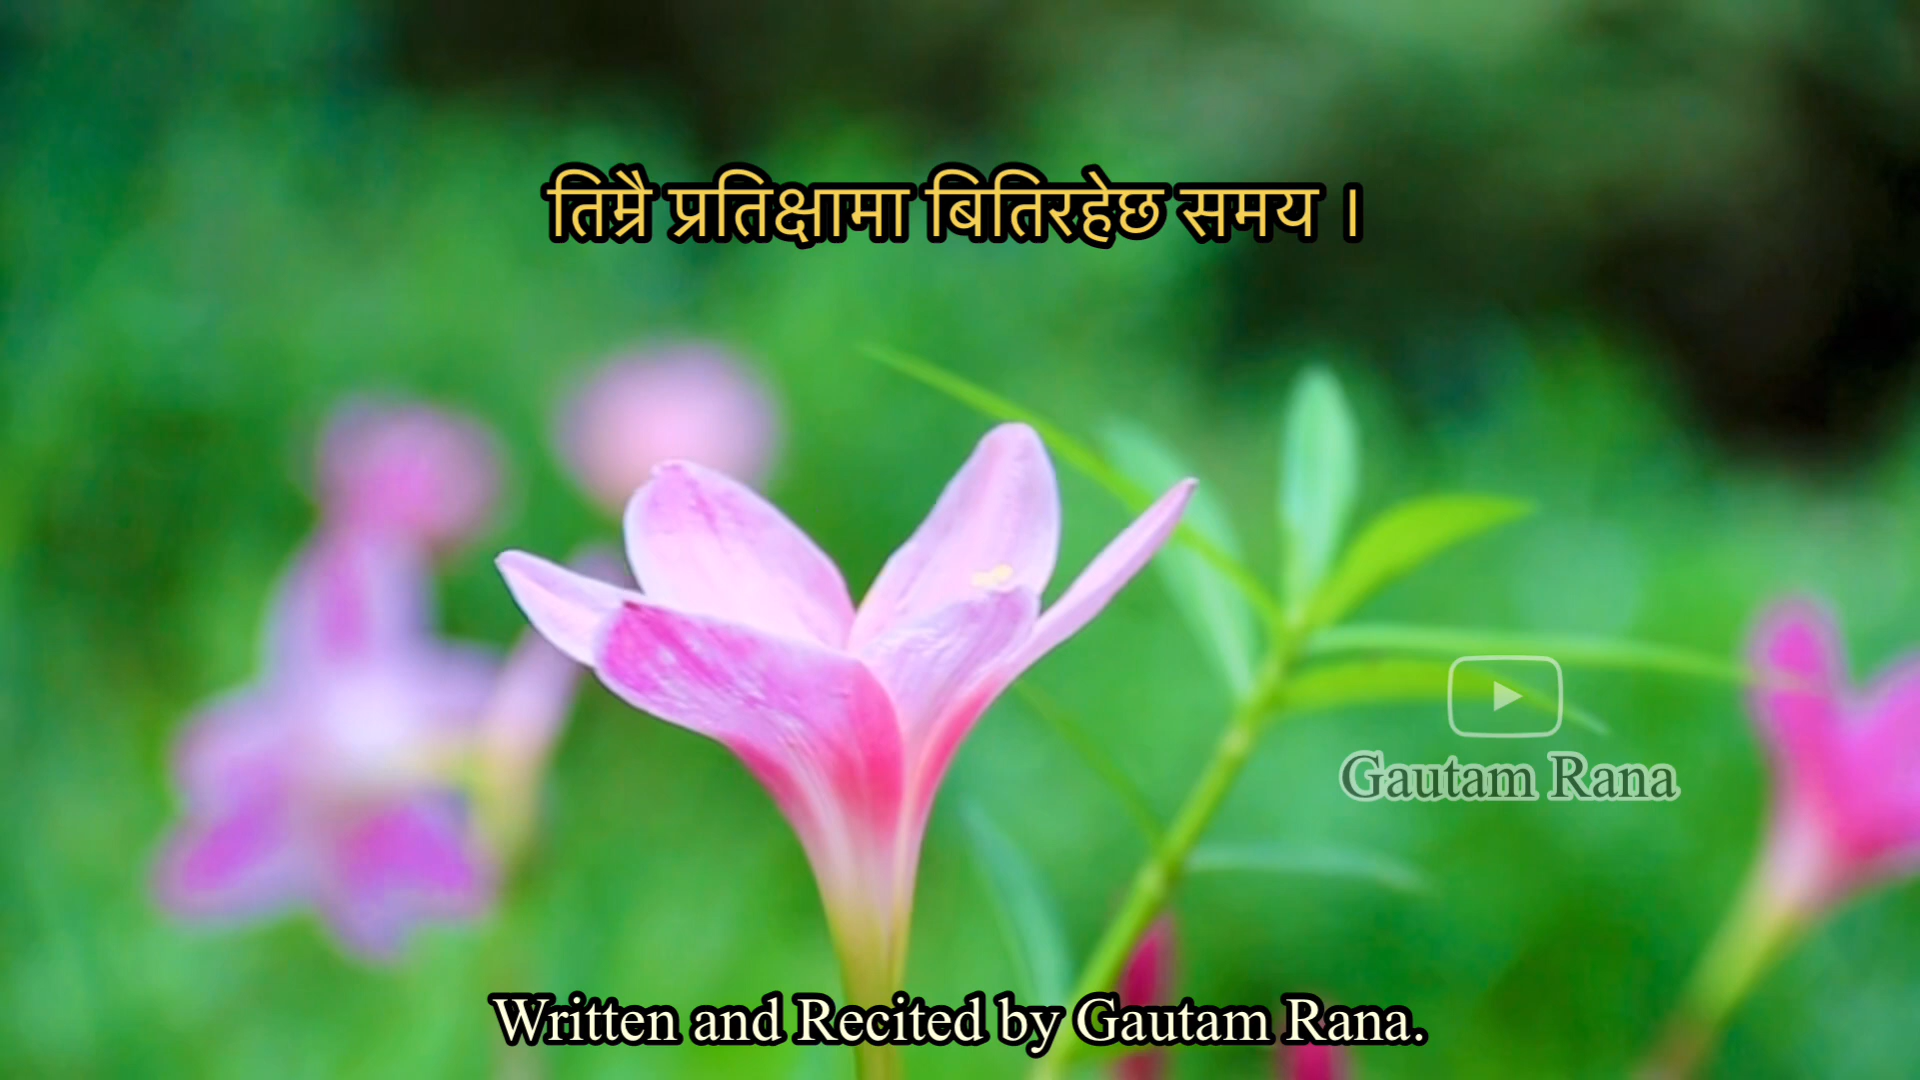 तिम्रै प्रतिक्षामा बितिरहेछ समय ।
Gautam Rana
Written and Recited by Gautam Rana.